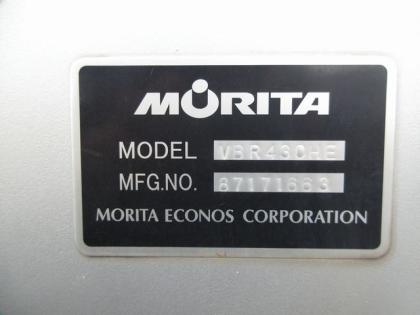 MORITA
MODEL VBR430HE
MFG.NO. 87171663
MORITA ECONOS CORPORATION